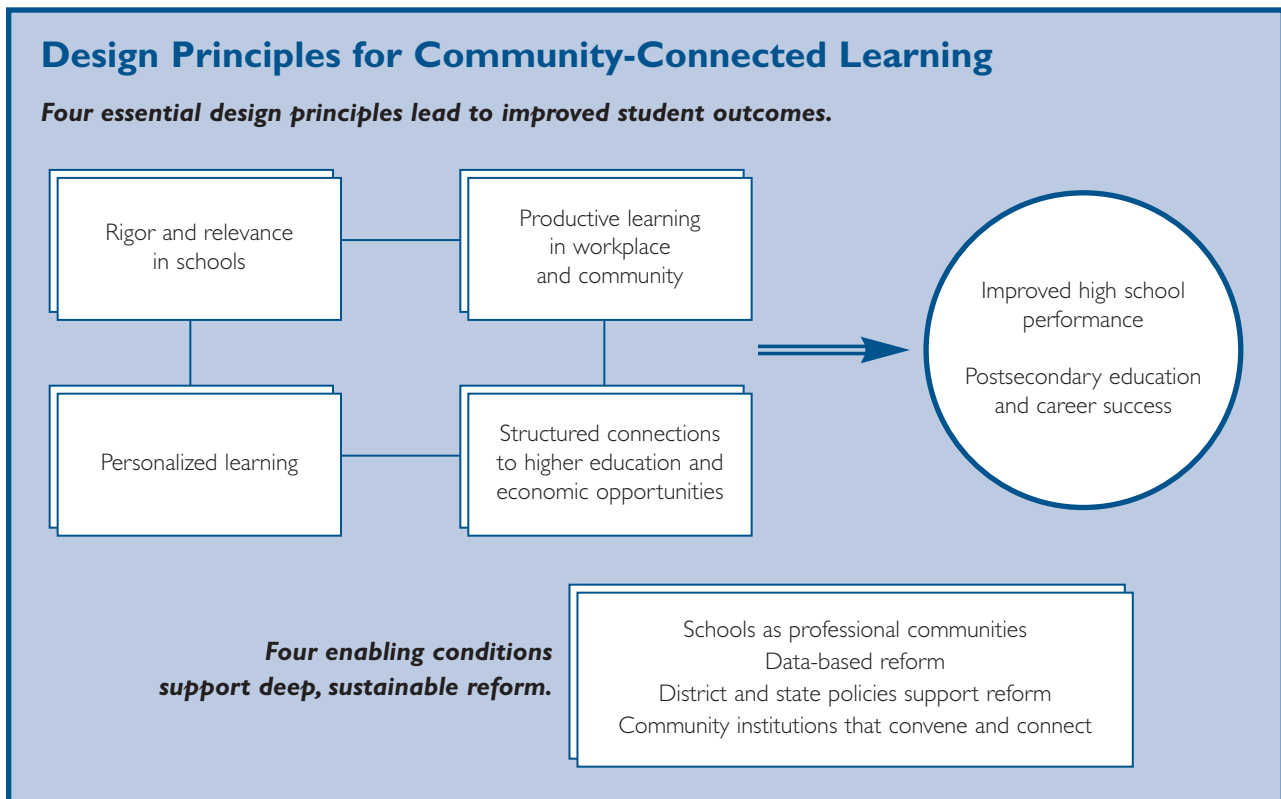 Design Principles for Community-Connected Learning
Four essential design principles lead to improved student outcomes.
Rigor and relevance
in schools
Productive learning
in workplace
and community
Personalized learning
Structured connections
to higher education and
economic opportunities
Improved high school
performance
Postsecondary education
and career success
Four enabling conditions
support deep, sustainable reform.
Schools as professional communities
Data-based reform
District and state policies support reform
Community institutions that convene and connect